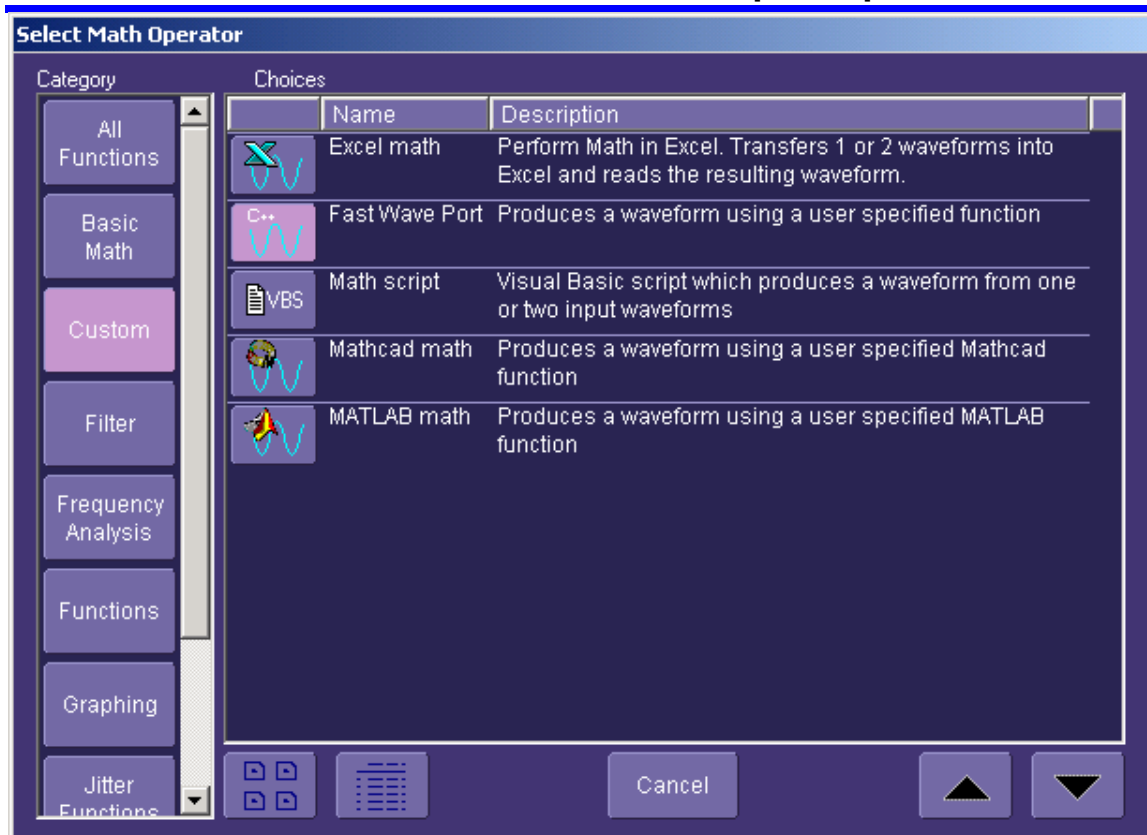 Select Math Operator
Category
Choices
All
Functions
Basic
Math
Custom
Filter
Frequency
Analysis
Functions
Graphing
Jitter
Functions
Name Description
Excel math Perform Math in Excel. Transfers 1 or 2 waveforms into
Excel and reads the resulting waveform.
C++ Fast Wave Port Produces a waveform using a user specified function
VBS Math script Visual Basic script which produces a waveform from one
or two input waveforms
Mathcad math Produces a waveform using a user specified Mathcad
function
MATLAB math Produces a waveform using a user specified MATLAB
function
Cancel